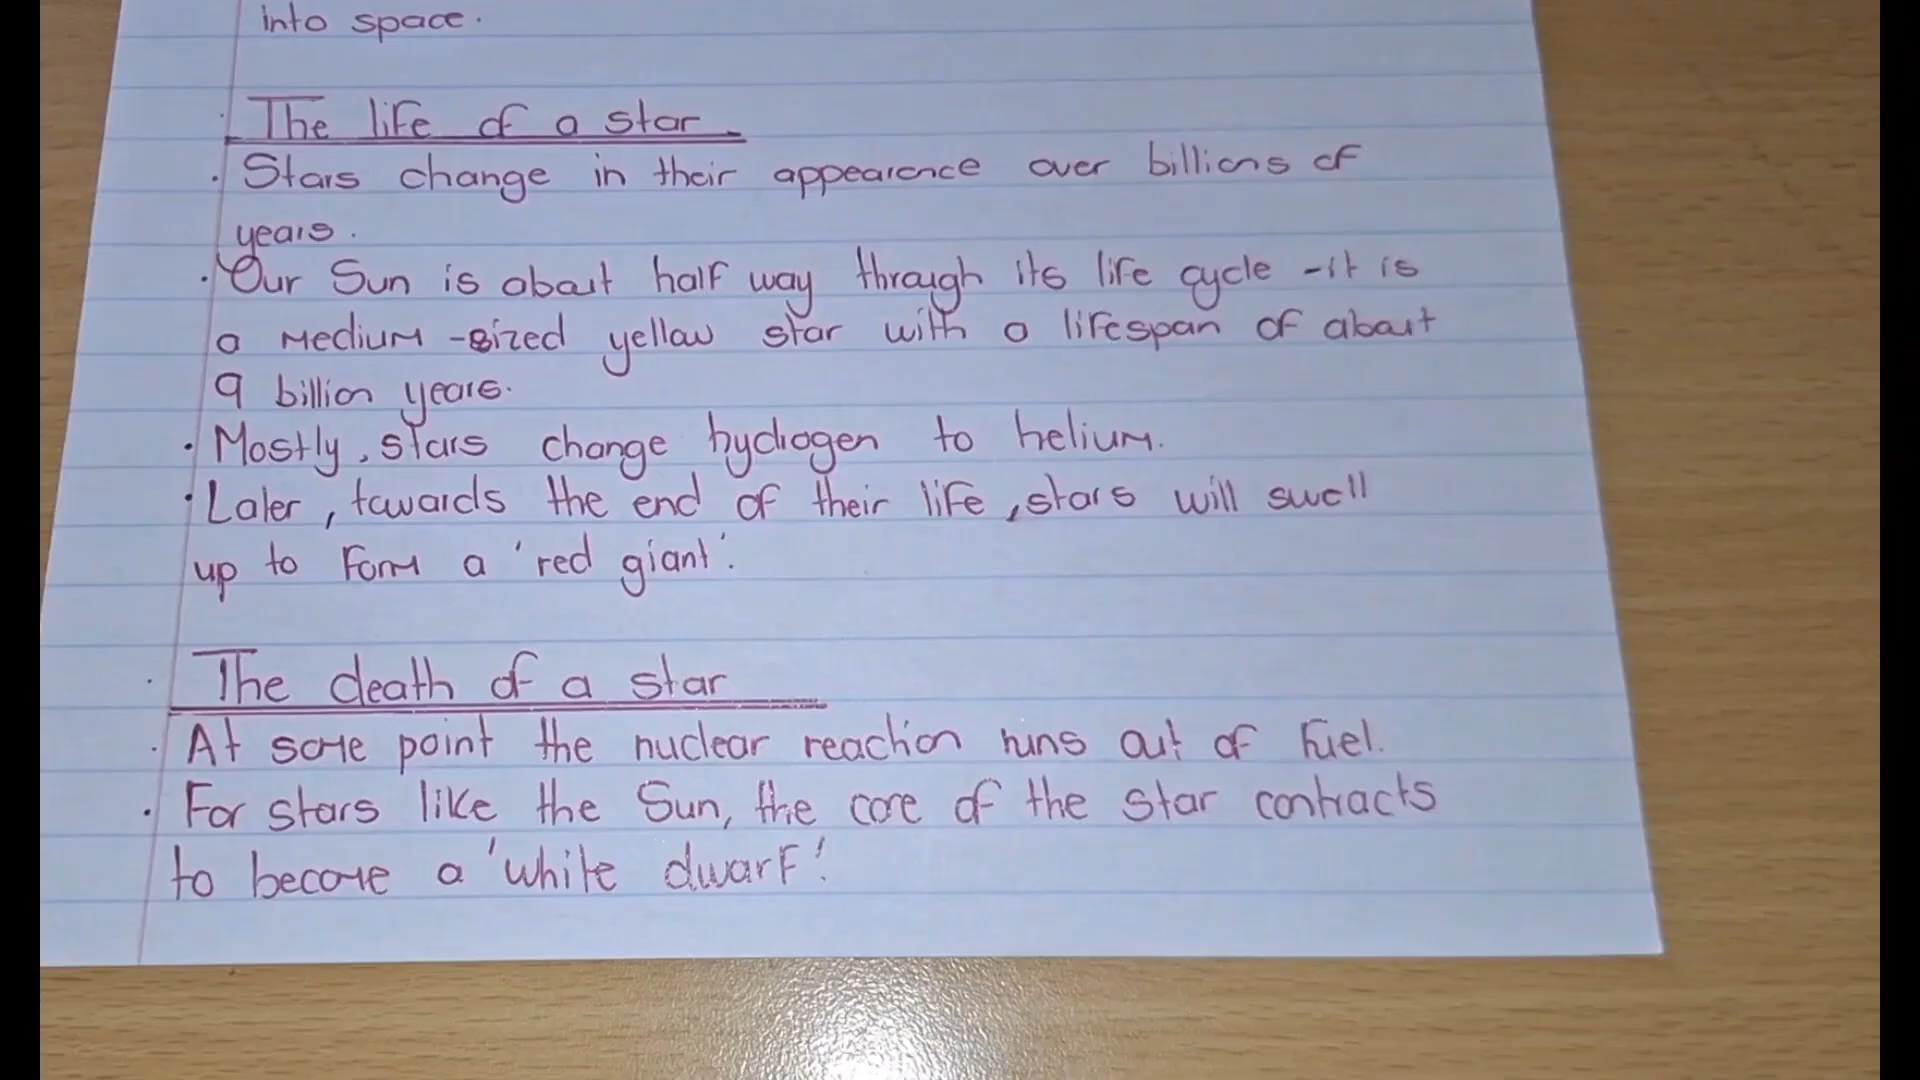 into space.
The life of a star
• Stars change in their appearence over billions of
years.
• Our Sun is about half way through its life cycle - it is
a medium-sized yellow star with a lifespan of about
9 billion years.
• Mostly, stars change hydrogen to helium.
• Later, towards the end of their life, stars will swell
up to form a 'red giant'.
The death of a star
• At some point the nuclear reaction runs out of fuel.
• For stars like the Sun, the core of the star contracts
to become a 'white dwarf'.